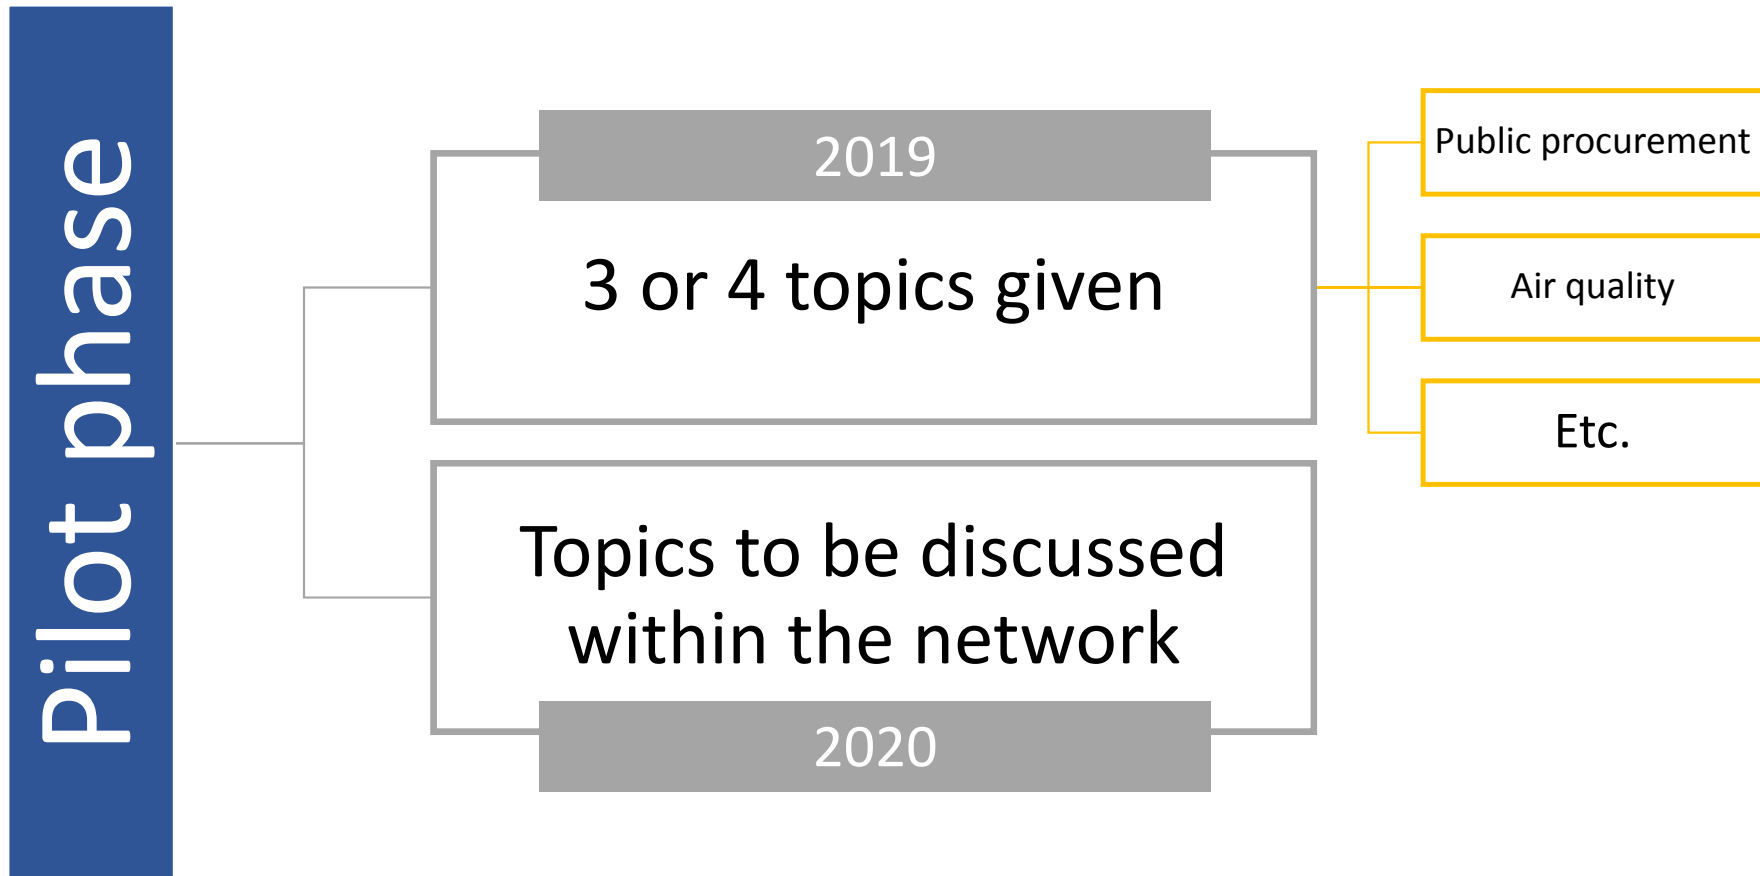 Pilot phase
2019
3 or 4 topics given
Public procurement
Air quality
Etc.
Topics to be discussed
within the network
2020